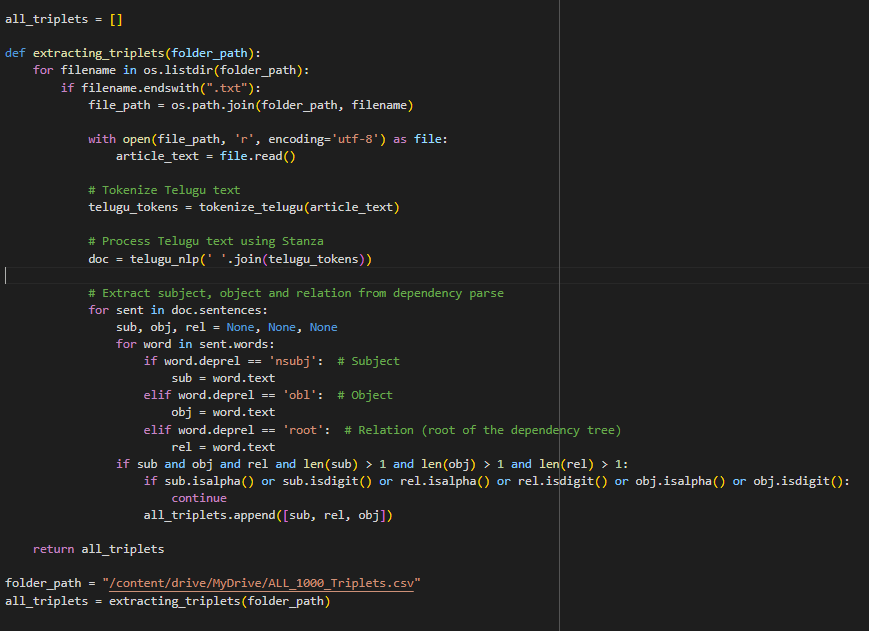 all_triplets = []
def extracting_triplets(folder_path):
    for filename in os.listdir(folder_path):
        if filename.endswith(".txt"):
            file_path = os.path.join(folder_path, filename)
            with open(file_path, 'r', encoding='utf-8') as file:
                article_text = file.read()
            # Tokenize Telugu text
            telugu_tokens = tokenize_telugu(article_text)
            # Process Telugu text using Stanza
            doc = telugu_nlp(' '.join(telugu_tokens))
            # Extract subject, object and relation from dependency parse
            for sent in doc.sentences:
                sub, obj, rel = None, None, None
                for word in sent.words:
                    if word.deprel == 'nsubj':  # Subject
                        sub = word.text
                    elif word.deprel == 'obl':  # Object
                        obj = word.text
                    elif word.deprel == 'root':  # Relation (root of the dependency tree)
                        rel = word.text
                if sub and obj and rel and len(sub) > 1 and len(obj) > 1 and len(rel) > 1:
                    if sub.isalpha() or sub.isdigit() or rel.isalpha() or rel.isdigit() or obj.isalpha() or obj.isdigit():
                        continue
                    all_triplets.append([sub, rel, obj])
    return all_triplets
folder_path = "/content/drive/MyDrive/ALL_1000_Triplets.csv"
all_triplets = extracting_triplets(folder_path)